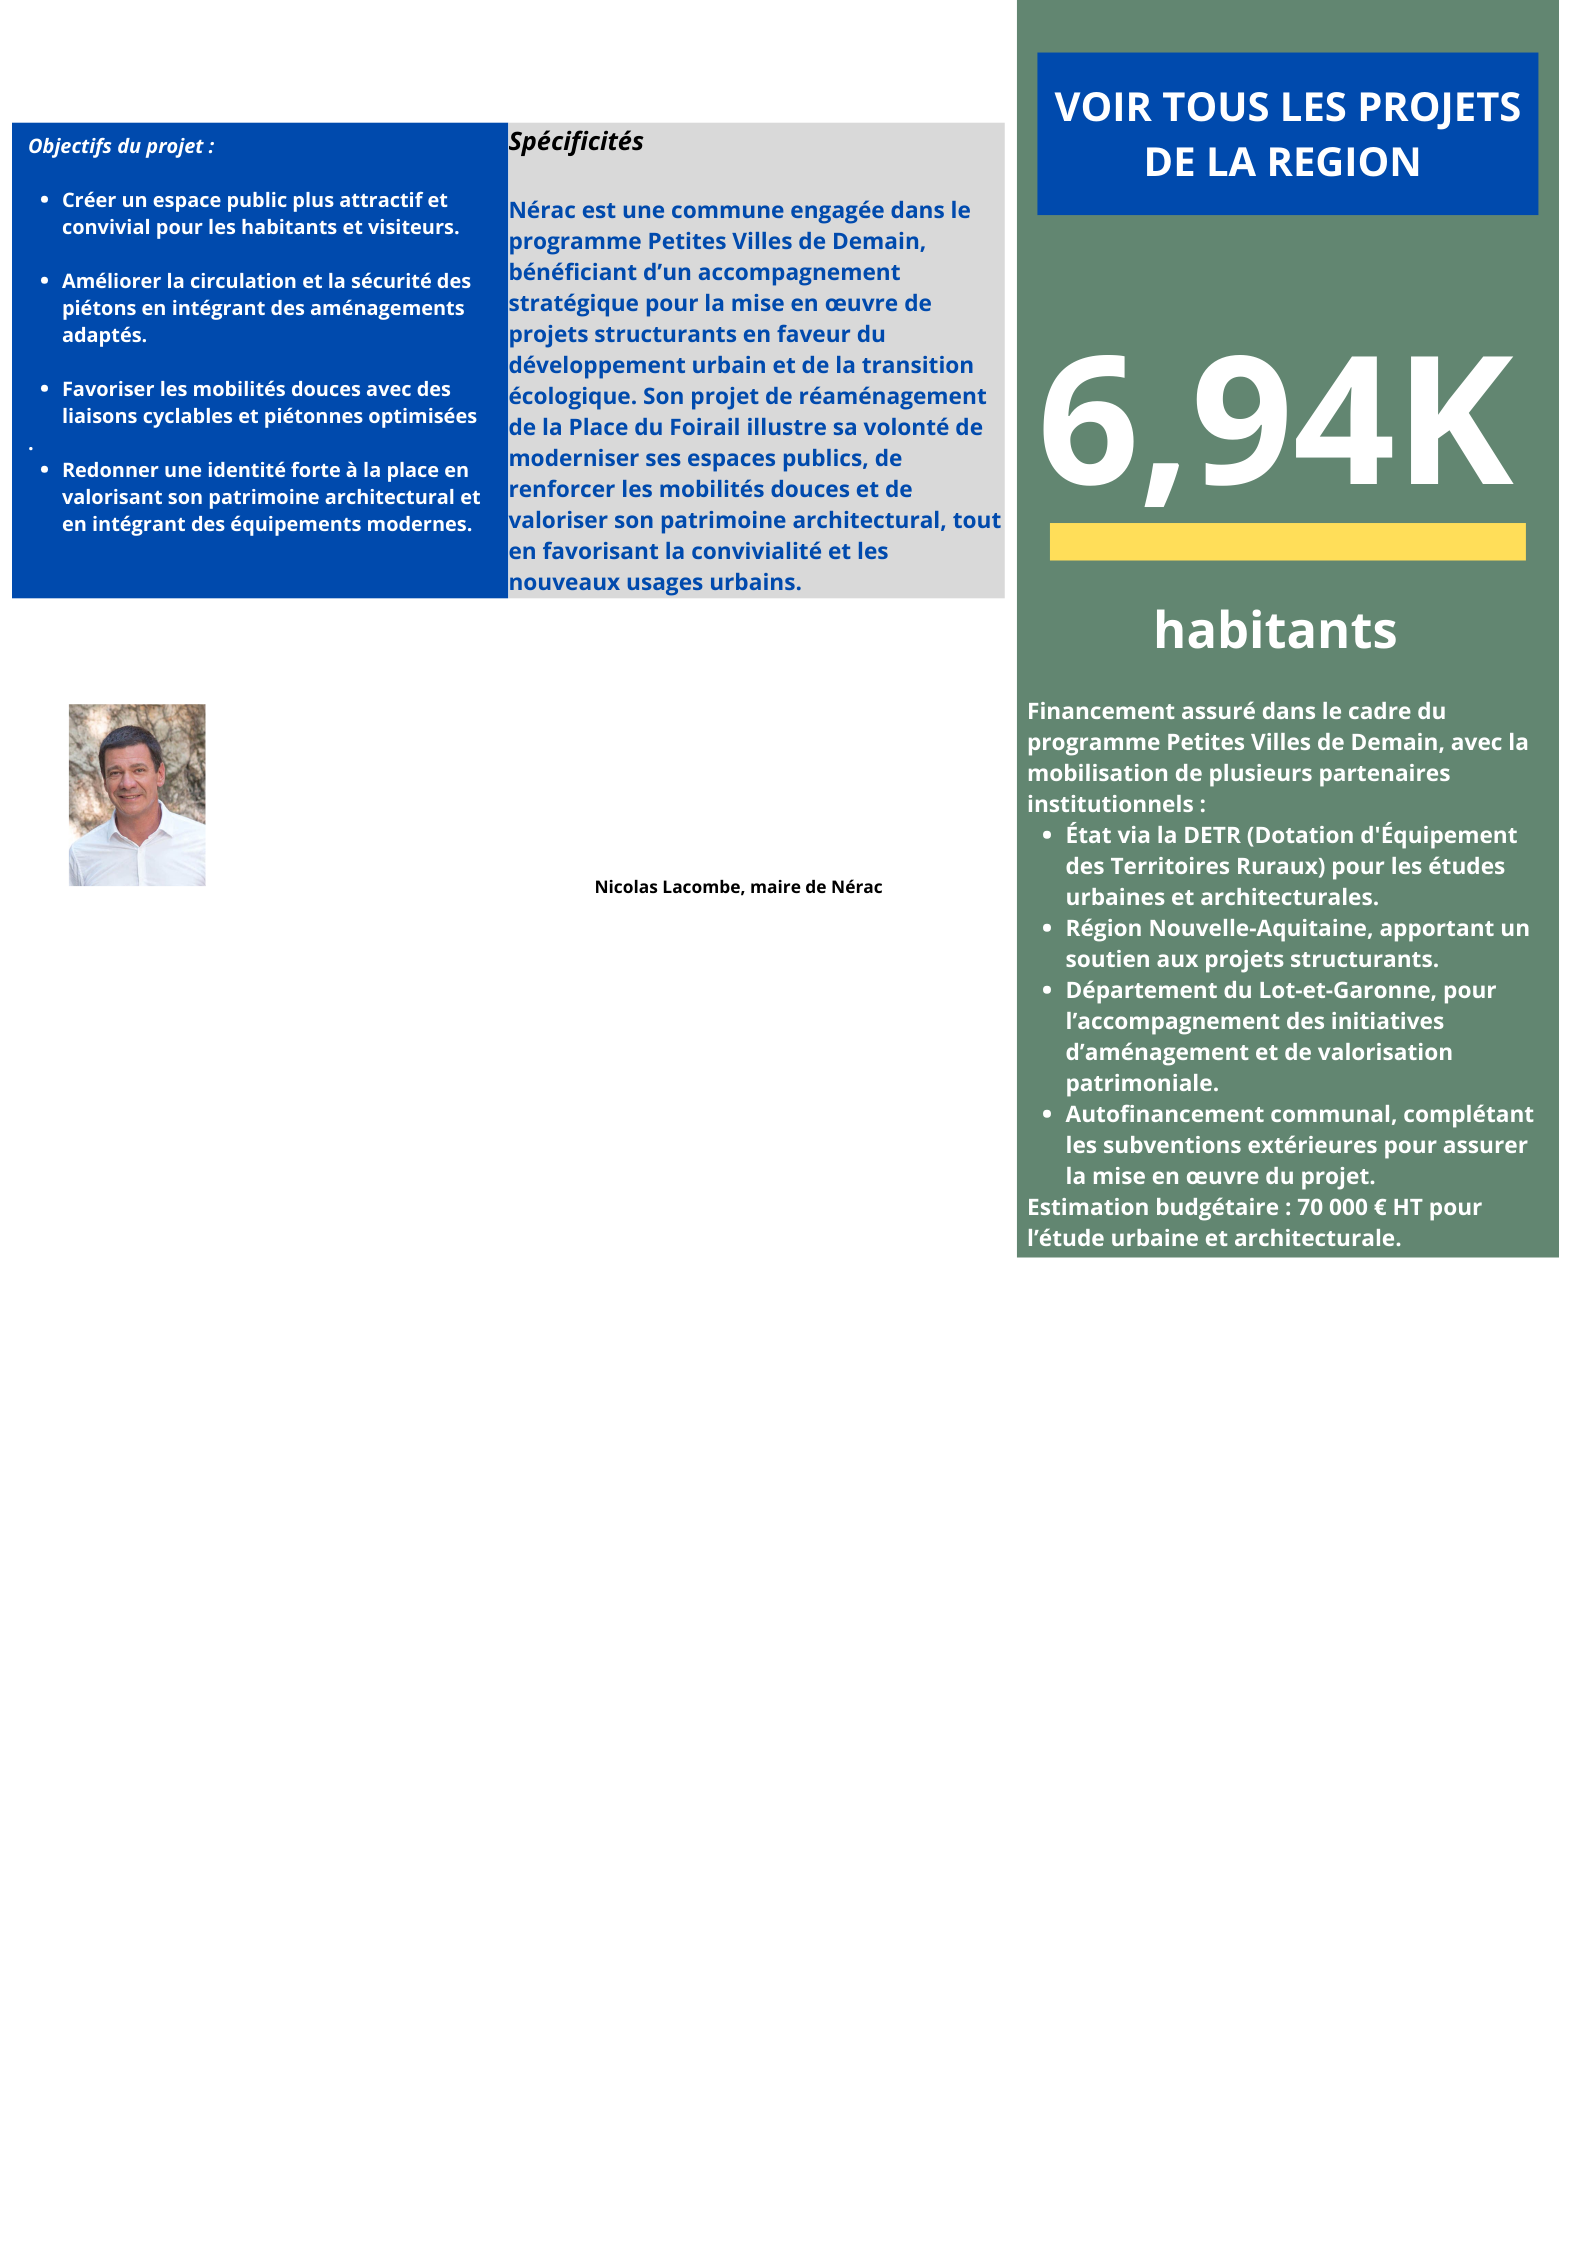 Objectifs du projet :
• Créer un espace public plus attractif et
convivial pour les habitants et visiteurs.
• Améliorer la circulation et la sécurité des
piétons en intégrant des aménagements
adaptés.
• Favoriser les mobilités douces avec des
liaisons cyclables et piétonnes optimisées
.
• Redonner une identité forte à la place en
valorisant son patrimoine architectural et
en intégrant des équipements modernes.
Spécificités
Nérac est une commune engagée dans le
programme Petites Villes de Demain,
bénéficiant d’un accompagnement
stratégique pour la mise en œuvre de
projets structurants en faveur du
développement urbain et de la transition
écologique. Son projet de réaménagement
de la Place du Foirail illustre sa volonté de
moderniser ses espaces publics, de
renforcer les mobilités douces et de
valoriser son patrimoine architectural, tout
en favorisant la convivialité et les
nouveaux usages urbains.
Nicolas Lacombe, maire de Nérac
VOIR TOUS LES PROJETS
DE LA REGION
6,94K
habitants
Financement assuré dans le cadre du
programme Petites Villes de Demain, avec la
mobilisation de plusieurs partenaires
institutionnels :
• État via la DETR (Dotation d'Équipement
des Territoires Ruraux) pour les études
urbaines et architecturales.
• Région Nouvelle-Aquitaine, apportant un
soutien aux projets structurants.
• Département du Lot-et-Garonne, pour
l’accompagnement des initiatives
d’aménagement et de valorisation
patrimoniale.
• Autofinancement communal, complétant
les subventions extérieures pour assurer
la mise en œuvre du projet.
Estimation budgétaire : 70 000 € HT pour
l’étude urbaine et architecturale.